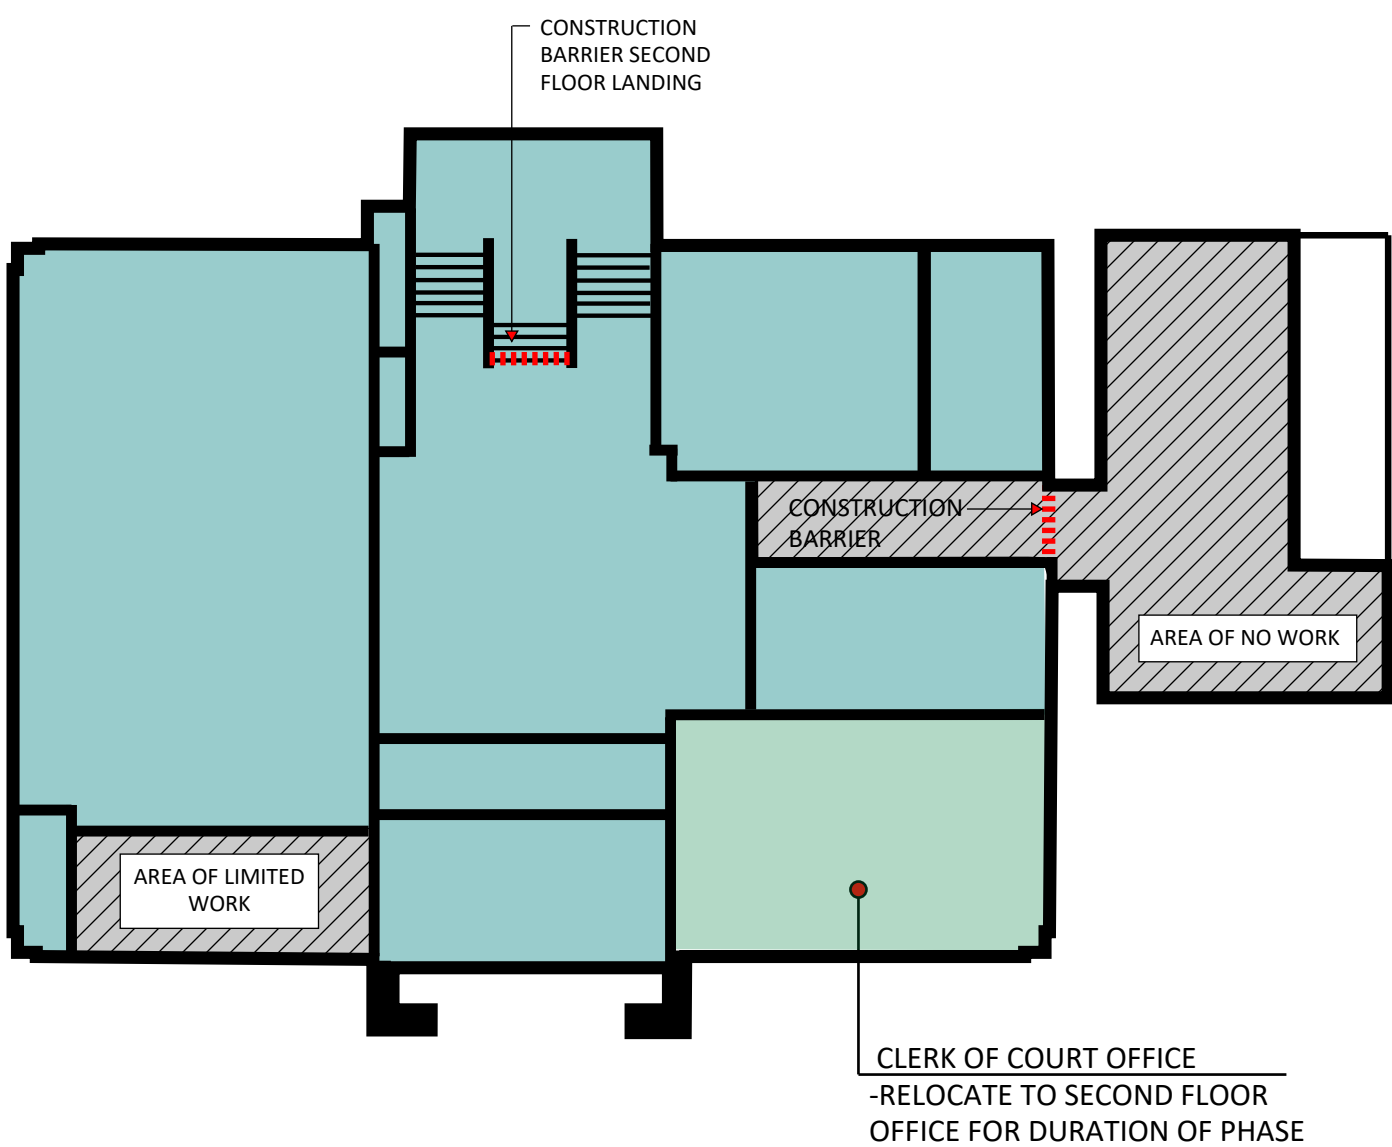 CONSTRUCTION
BARRIER SECOND
FLOOR LANDING
CONSTRUCTION
BARRIER
AREA OF NO WORK
AREA OF LIMITED
WORK
CLERK OF COURT OFFICE
-RELOCATE TO SECOND FLOOR
OFFICE FOR DURATION OF PHASE